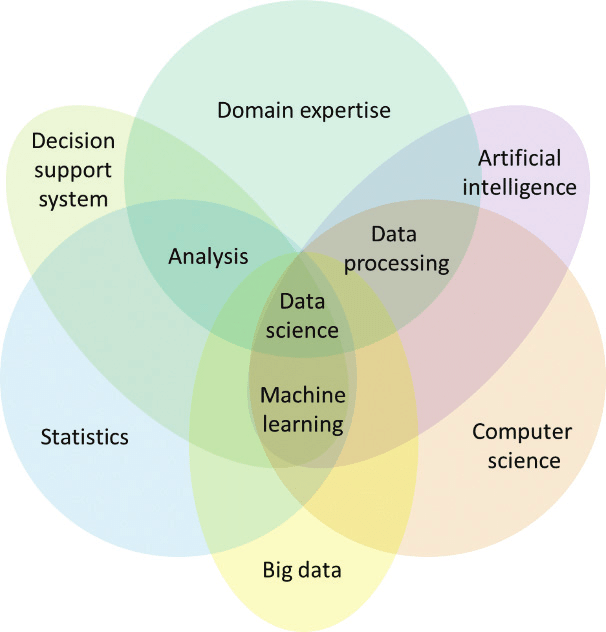 Domain expertise
Decision
support
system
Artificial
intelligence
Analysis
Data
processing
Data
science
Machine
learning
Statistics
Computer
science
Big data